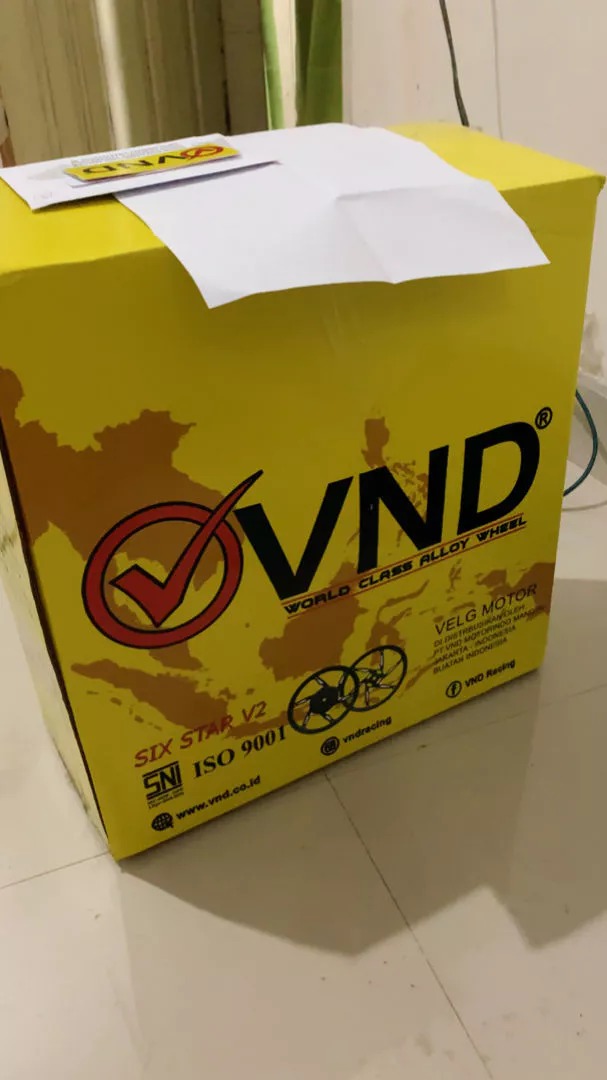 VND
VND®
WORLD CLASS ALLOY WHEEL
VELG MOTOR
DI DISTRIBUSIKAN OLEH
PT.VND MOTORINDO MANDIRI
JAKARTA - INDONESIA
BUATAN INDONESIA
VND Racing
SIX STAR V2
SNI
ISO 9001
vndracing
www.vnd.co.id